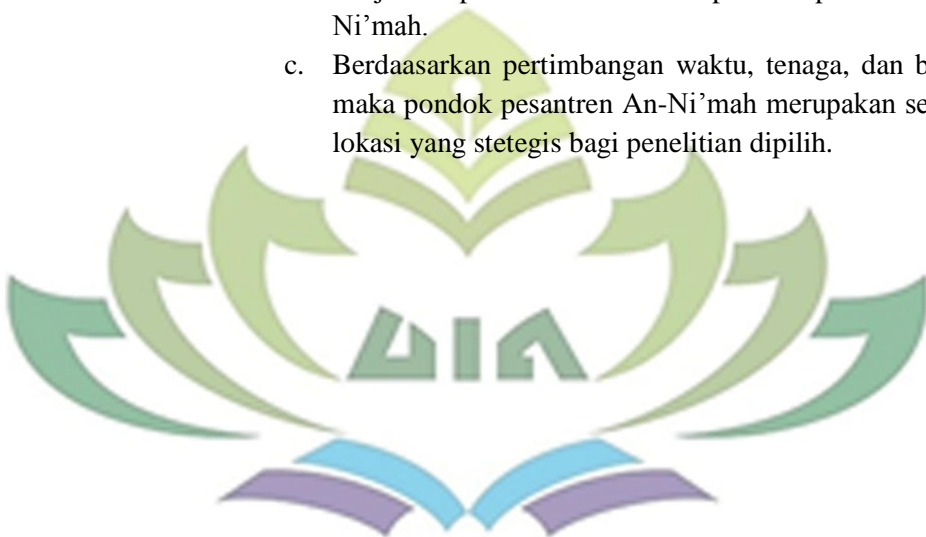 Ni’mah.
c. Berdaasarkan pertimbangan waktu, tenaga, dan b
maka pondok pesantren An-Ni’mah merupakan se
lokasi yang stetegis bagi penelitian dipilih.
UIN